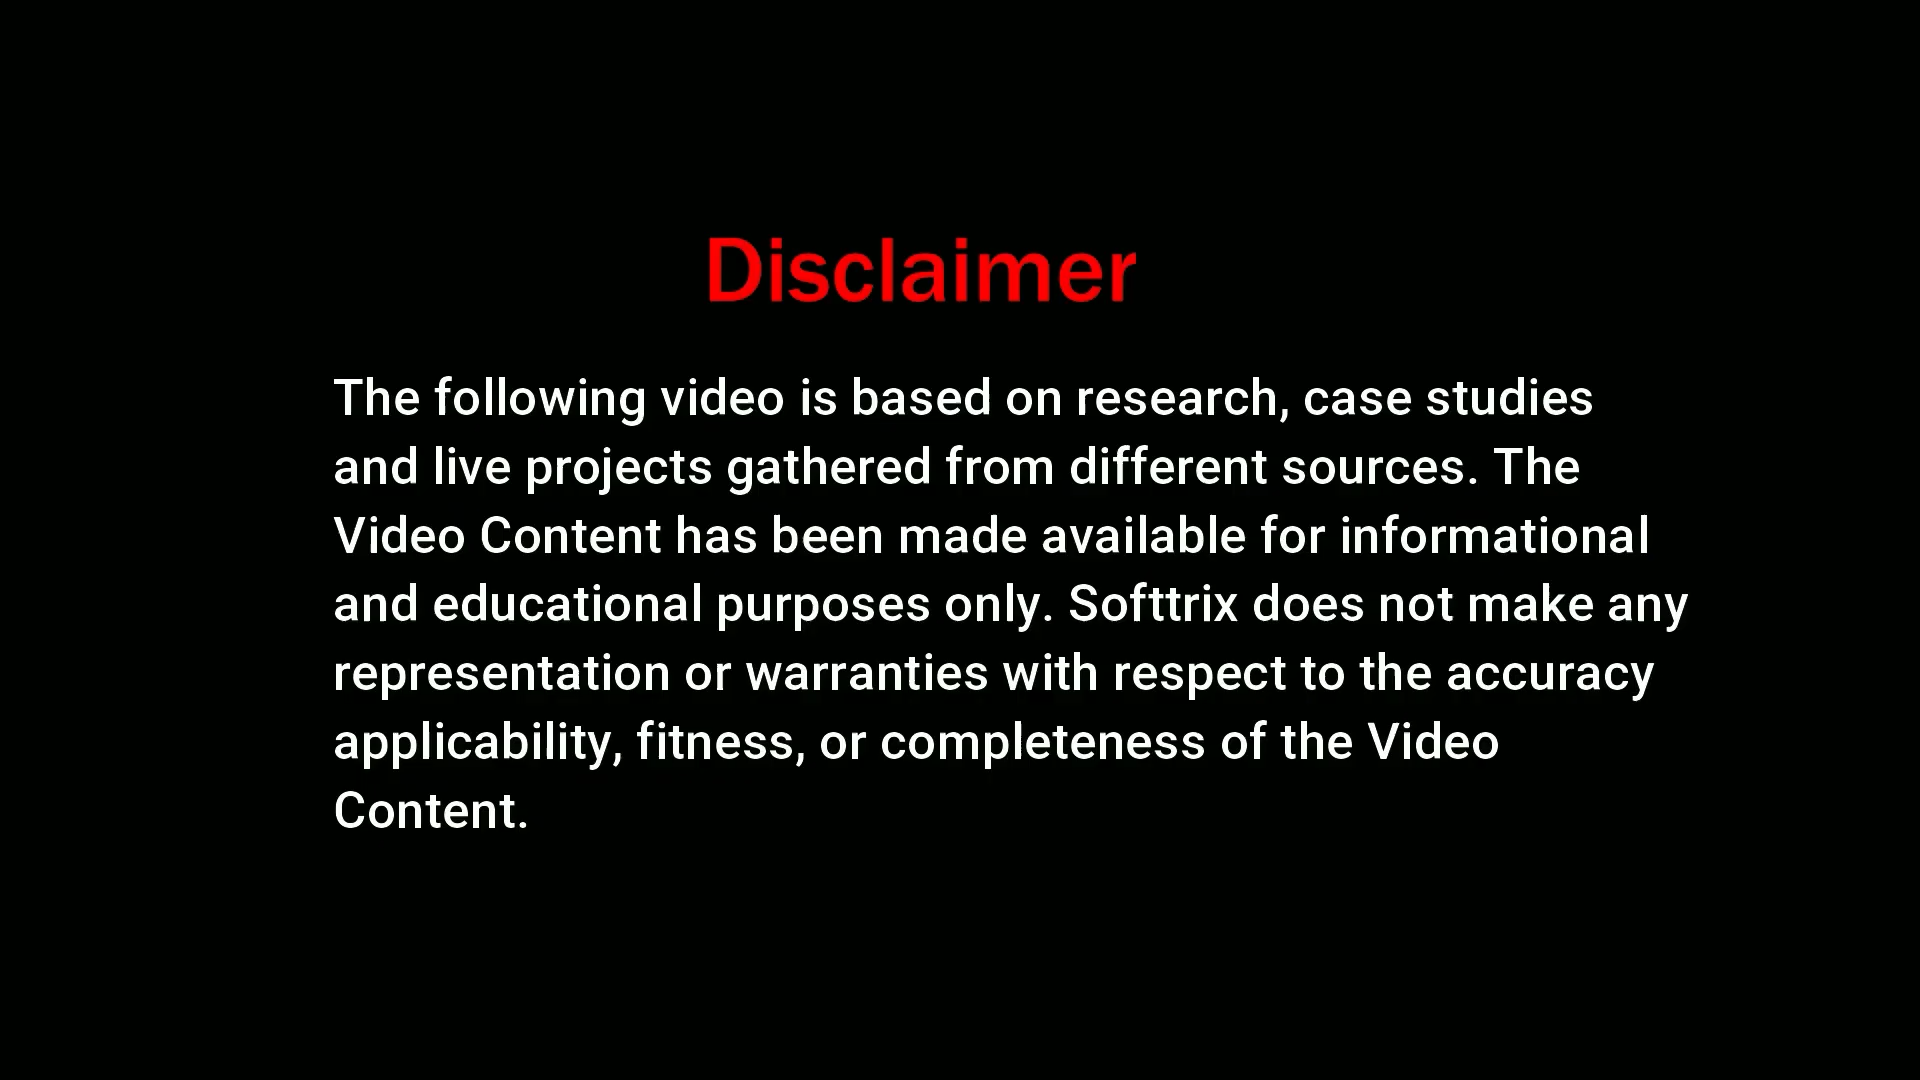 Disclaimer
The following video is based on research, case studies
and live projects gathered from different sources. The
Video Content has been made available for informational
and educational purposes only. Softtrix does not make any
representation or warranties with respect to the accuracy
applicability, fitness, or completeness of the Video
Content.